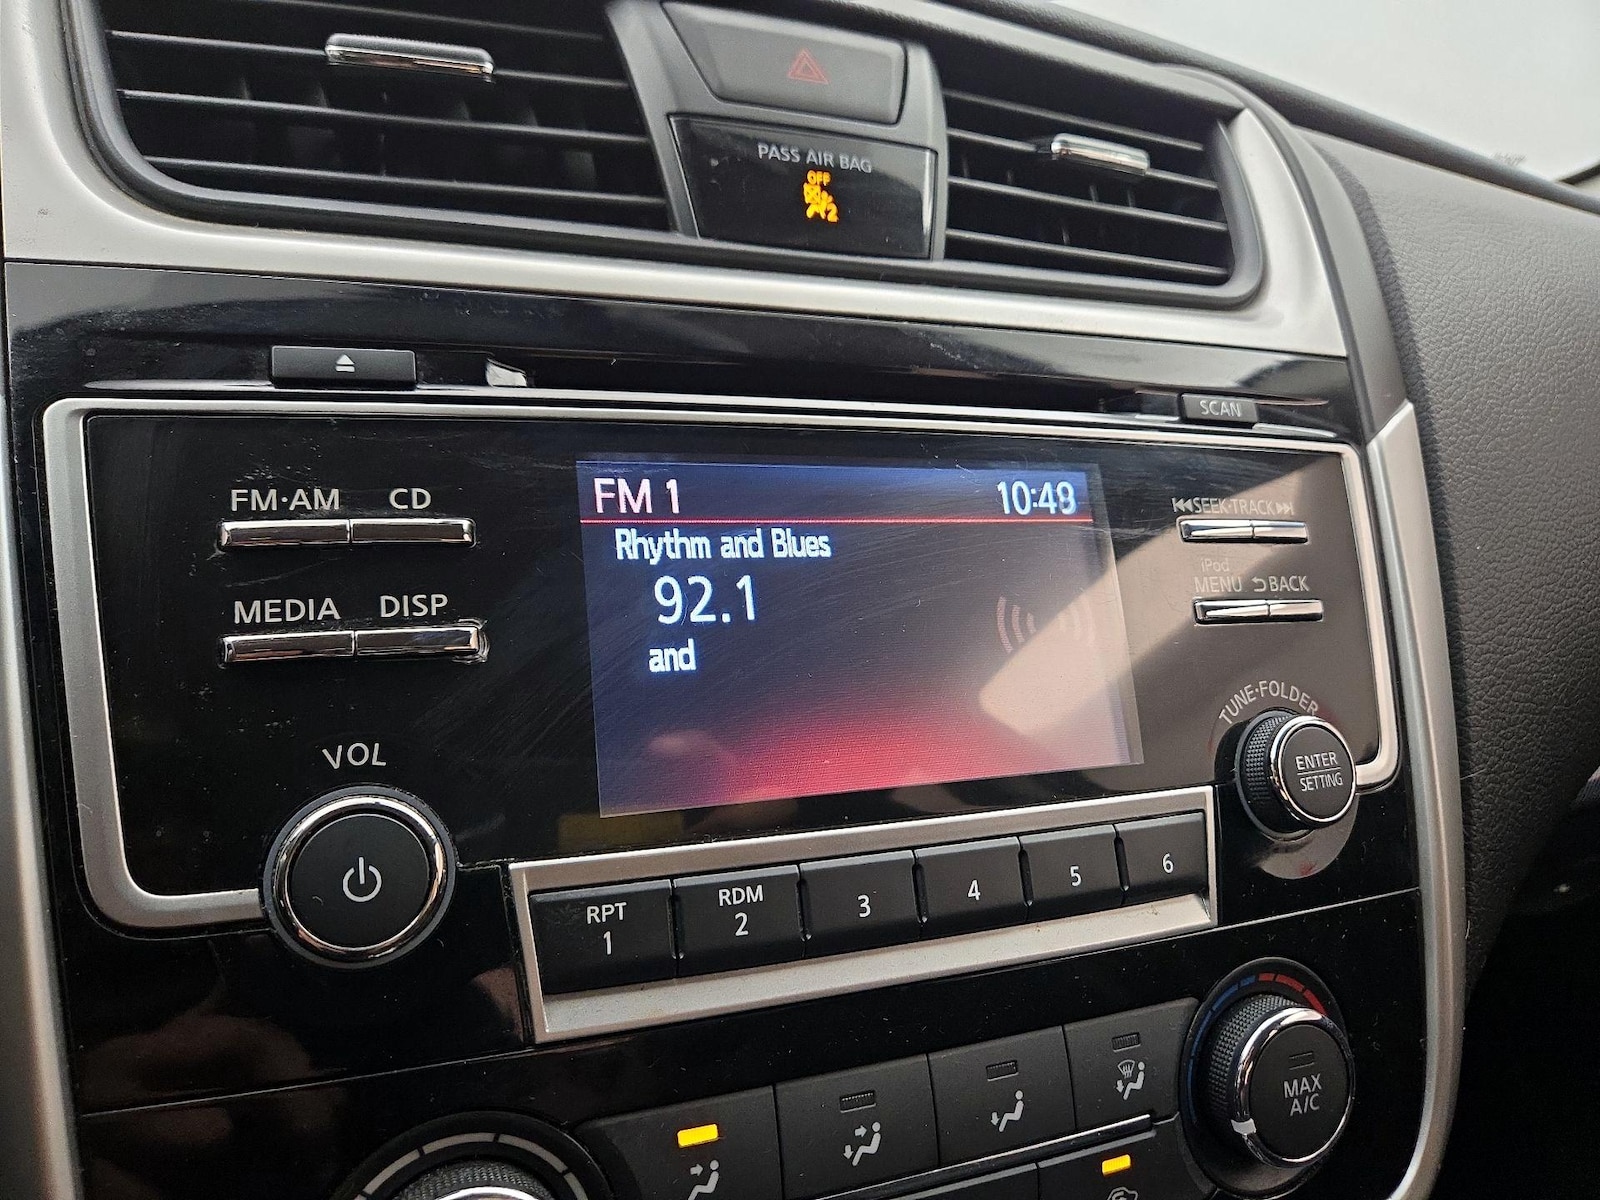 PASS AIR BAG
OFF
2
SCAN
FM·AM CD
FM 1 10:48
SEEK·TRACK
Rhythm and Blues
iPod
MENU BACK
92.1
MEDIA DISP
and
TUNE·FOLDER
VOL
ENTER
SETTING
RPT
1
RDM
2
3
4
5
6
MAX
A/C